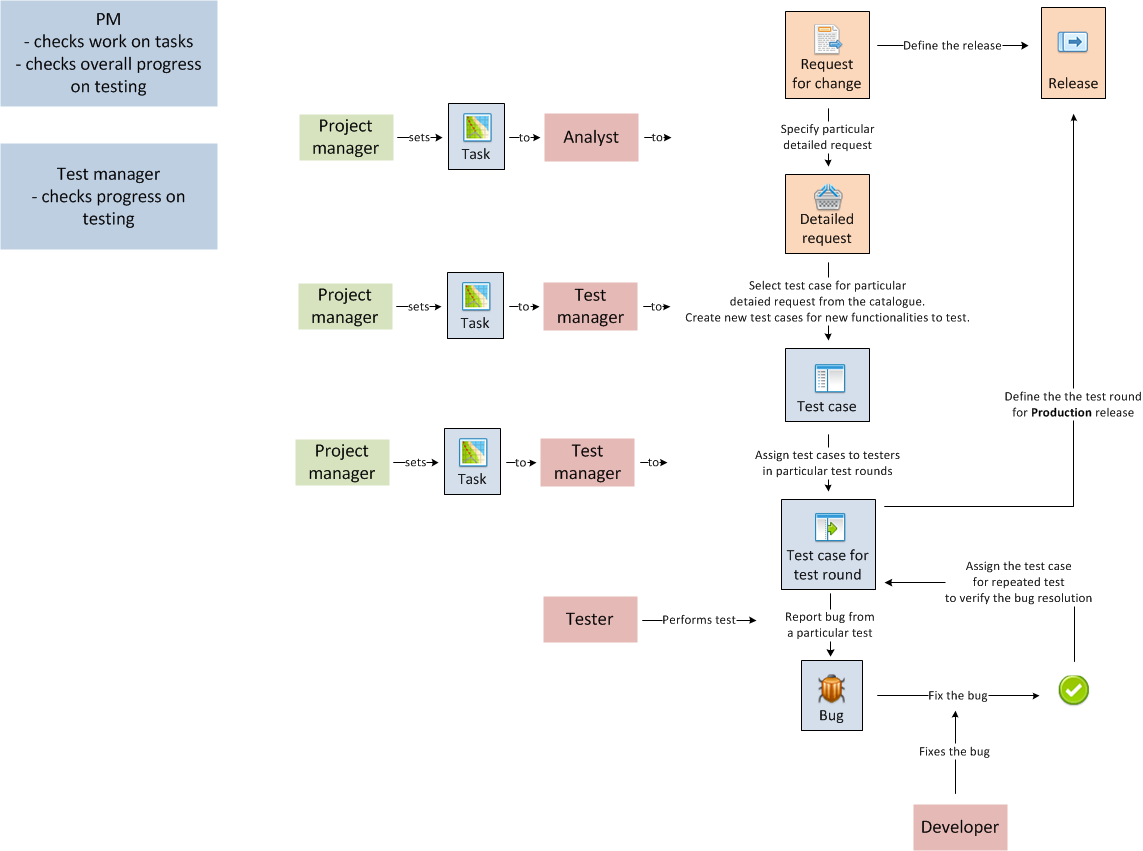 PM
- checks work on tasks
- checks overall progress
on testing
Test manager
- checks progress on
testing
Request
for change
Define the release
Release
Specify particular
detailed request
Project
manager
sets
Task
to
Analyst
to
Detailed
request
Select test case for particular
detaied request from the catalogue.
Create new test cases for new functionalities to test.
Project
manager
sets
Task
to
Test
manager
to
Test case
Define the the test round
for Production release
Assign test cases to testers
in particular test rounds
Project
manager
sets
Task
to
Test
manager
to
Test case for
test round
Assign the test case
for repeated test
to verify the bug resolution
Tester
Performs test
Report bug from
a particular test
Bug
Fix the bug
Fixes the bug
Developer